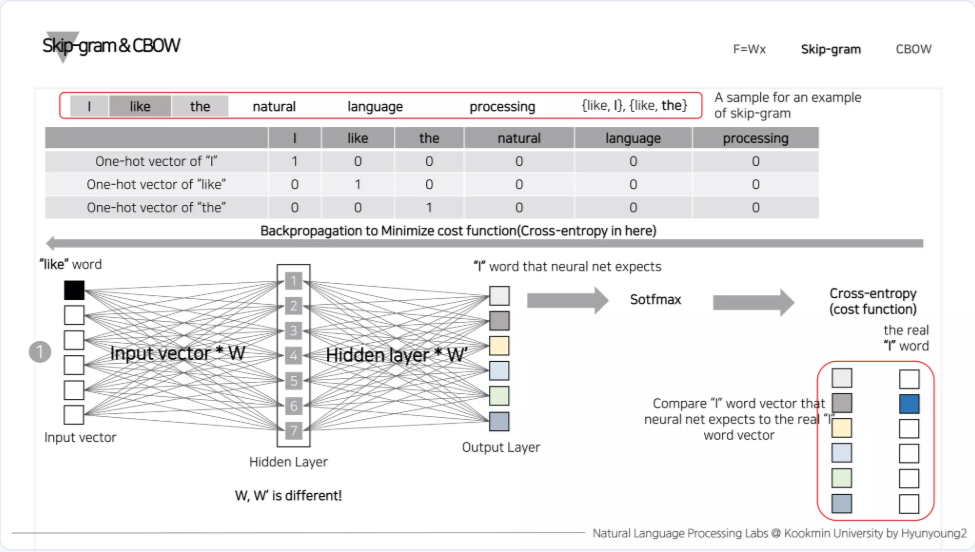 Skip-gram & CBOW
F=Wx Skip-gram CBOW
I like the natural language processing {like, I}, {like, the}
A sample for an example
of skip-gram
I like the natural language processing
One-hot vector of "I" 1 0 0 0 0 0
One-hot vector of "like" 0 1 0 0 0 0
One-hot vector of "the" 0 0 1 0 0 0
Backpropagation to Minimize cost function(Cross-entropy in here)
"like" word
"I" word that neural net expects
Sotfmax
Cross-entropy
(cost function)
the real
"I" word
1
1
2
3
4
5
6
7
Input vector * W
Hidden layer * W'
Compare "I" word vector that
neural net expects to the real "I"
word vector
Input vector
Hidden Layer
Output Layer
W, W' is different!
Natural Language Processing Labs @ Kookmin University by Hyunyoung2